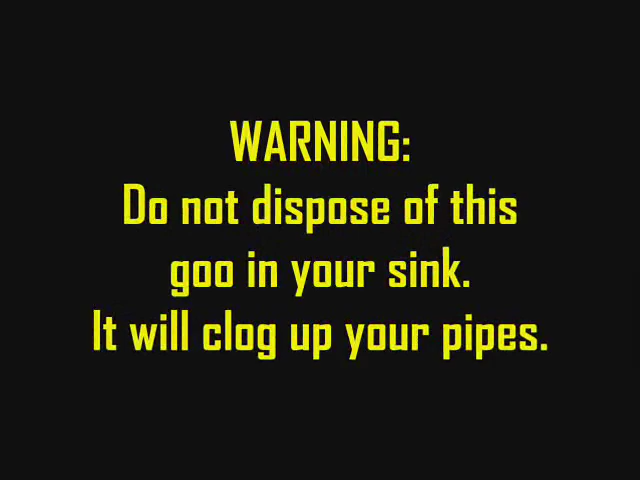 WARNING:
Do not dispose of this
goo in your sink.
It will clog up your pipes.